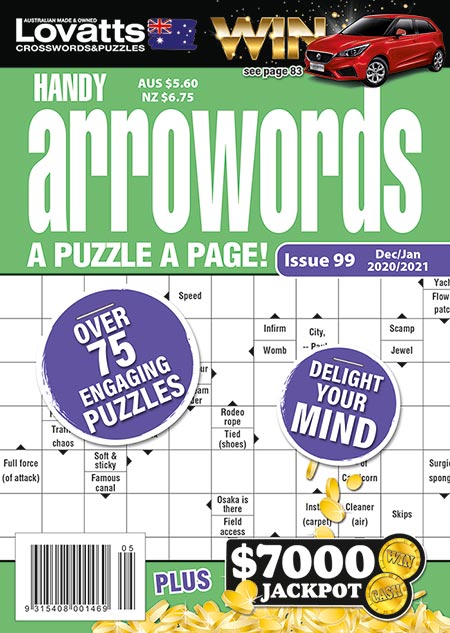 AUSTRALIAN MADE & OWNED
Lovatts
CROSSWORDS&PUZZLES
WIN
see page 83
HANDY
AUS $5.60
NZ $6.75
arrowords
A PUZZLE A PAGE!
Issue 99
Dec/Jan
2020/2021
Speed
Infirm
Womb
City,
Scamp
Jewel
OVER
75
ENGAGING
PUZZLES
DELIGHT
YOUR
MIND
Rodeo
rope
Tied
(shoes)
chaos
Full force
(of attack)
Soft &
sticky
Famous
canal
of
Osaka is
there
Field
access
(carpet)
Cleaner
(air)
Skips
05
9 315408 001469
PLUS
$7000
JACKPOT
WIN
CASH